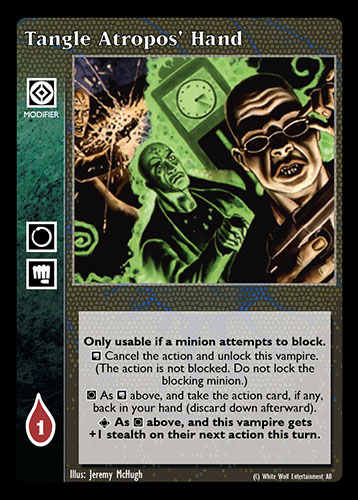 Tangle Atropos' Hand
MODIFIER
Only usable if a minion attempts to block.
Cancel the action and unlock this vampire.
(The action is not blocked. Do not lock the
blocking minion.)
As above, and take the action card, if any,
back in your hand (discard down afterward).
As above, and this vampire gets
+1 stealth on their next action this turn.
1
Illus: Jeremy McHugh
(C) White Wolf Entertainment AB